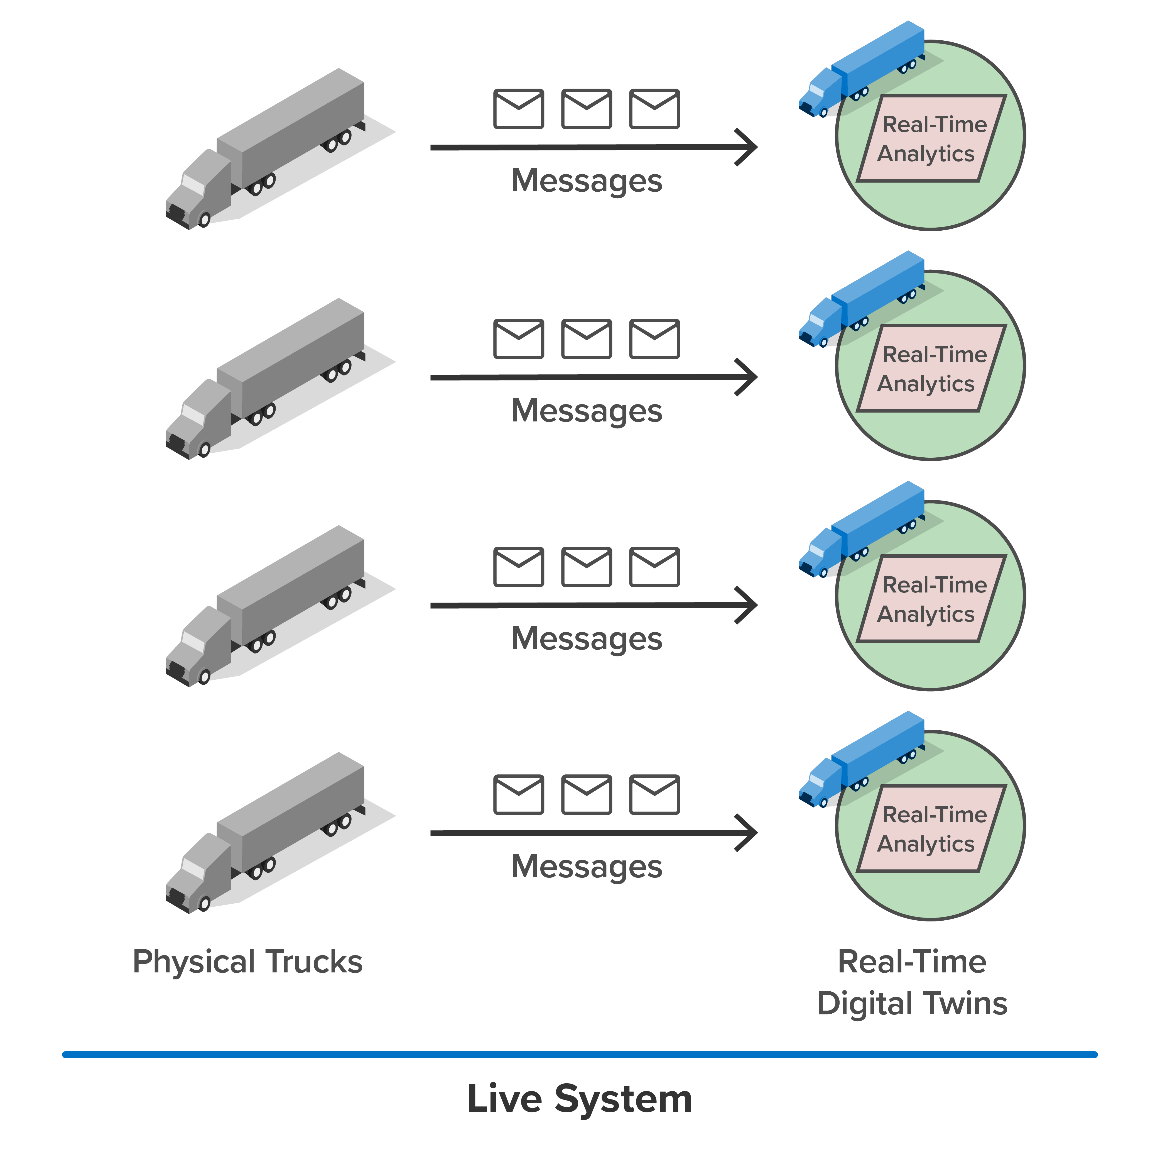 Real-Time
Analytics
Messages
Real-Time
Analytics
Messages
Real-Time
Analytics
Messages
Real-Time
Analytics
Messages
Physical Trucks
Real-Time
Digital Twins
Live System